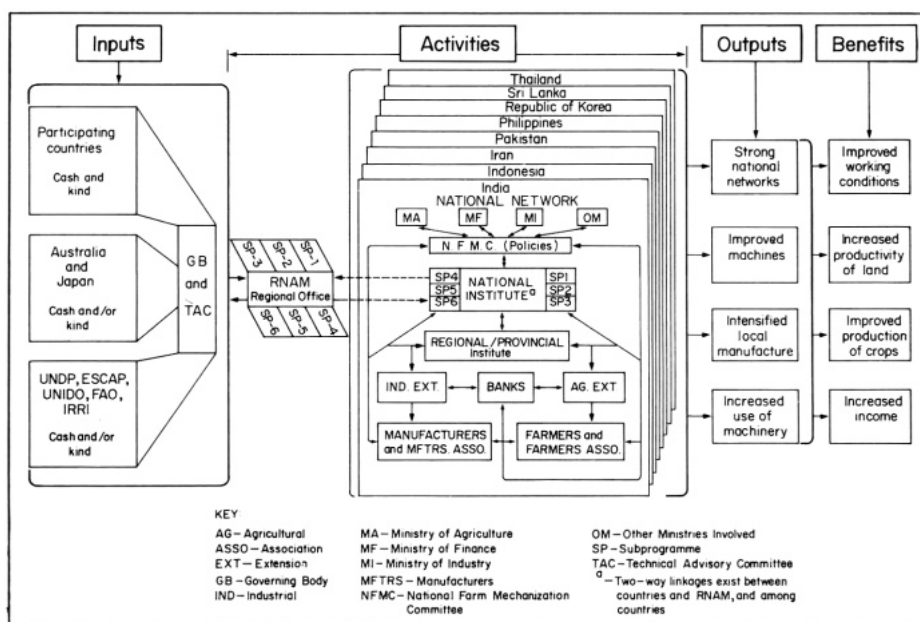 Inputs
Activities
Outputs
Benefits
Participating
countries
Cash and
kind
Australia
and
Japan
Cash and/or
kind
UNDP, ESCAP,
UNIDO, FAO,
IRRI
Cash and/or
kind
GB
and
TAC
SP-3
SP-2
SP-1
RNAM
Regional Office
SP-6
SP-5
SP-4
Thailand
Sri Lanka
Republic of Korea
Philippines
Pakistan
Iran
Indonesia
India
NATIONAL NETWORK
MA
MF
MI
OM
N.F.M.C. (Policies)
SP4
SP5
SP6
NATIONAL
INSTITUTEa
SP1
SP2
SP3
REGIONAL/PROVINCIAL
Institute
IND. EXT.
BANKS
AG. EXT
MANUFACTURERS
and MFTRS. ASSO.
FARMERS and
FARMERS ASSO.
Strong
national
networks
Improved
machines
Intensified
local
manufacture
Increased
use of
machinery
Improved
working
conditions
Increased
productivity
of land
Improved
production
of crops
Increased
income
KEY
AG – Agricultural
ASSO – Association
EXT – Extension
GB – Governing Body
IND – Industrial
MA – Ministry of Agriculture
MF – Ministry of Finance
MI – Ministry of Industry
MFTRS – Manufacturers
NFMC – National Farm Mechanization
Committee
OM – Other Ministries Involved
SP – Subprogramme
TAC – Technical Advisory Committee
a – Two-way linkages exist between
countries and RNAM, and among
countries